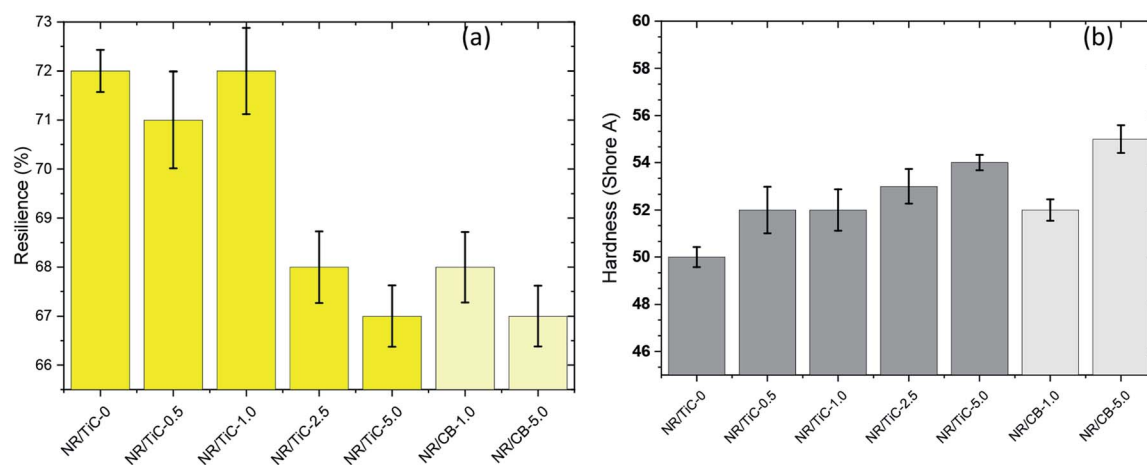 (a)
Resilience (%)
73
72
71
70
69
68
67
66
NR/TiC-0
NR/TiC-0.5
NR/TiC-1.0
NR/TiC-2.5
NR/TiC-5.0
NR/CB-1.0
NR/CB-5.0
(b)
Hardness (Shore A)
60
58
56
54
52
50
48
46
NR/TiC-0
NR/TiC-0.5
NR/TiC-1.0
NR/TiC-2.5
NR/TiC-5.0
NR/CB-1.0
NR/CB-5.0